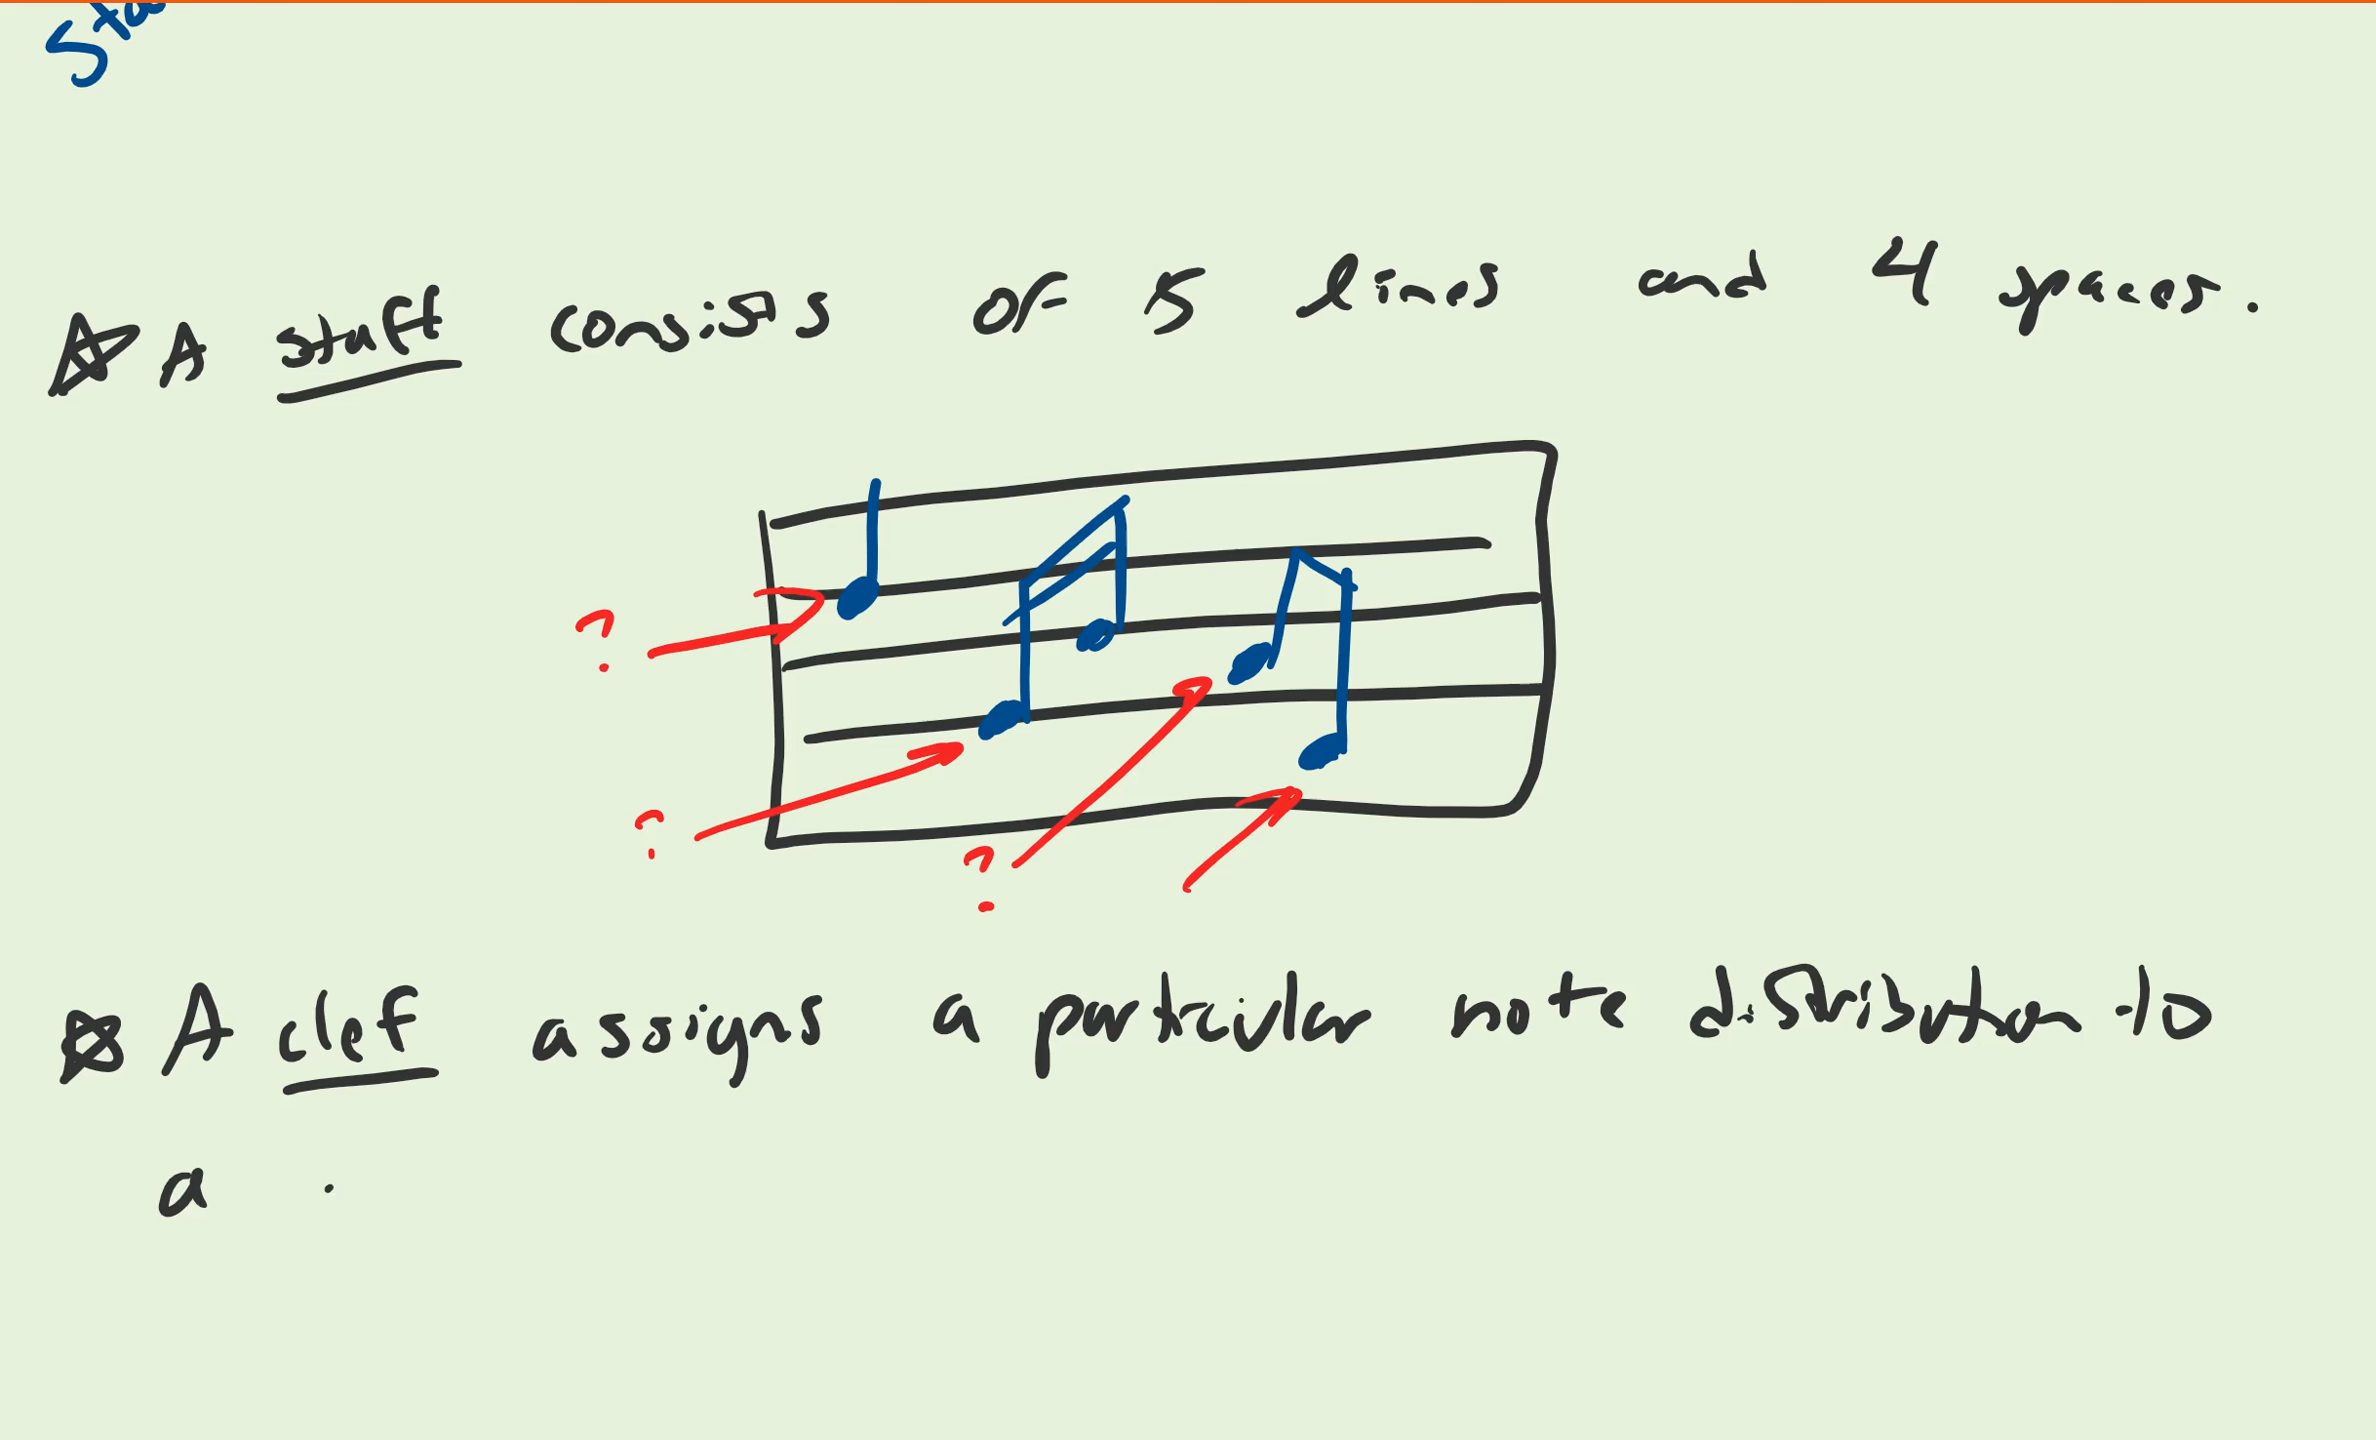 ☆ A staff consists of 5 lines and 4 spaces.
?
?
?
☆ A clef assigns a particular note distribution to
a .